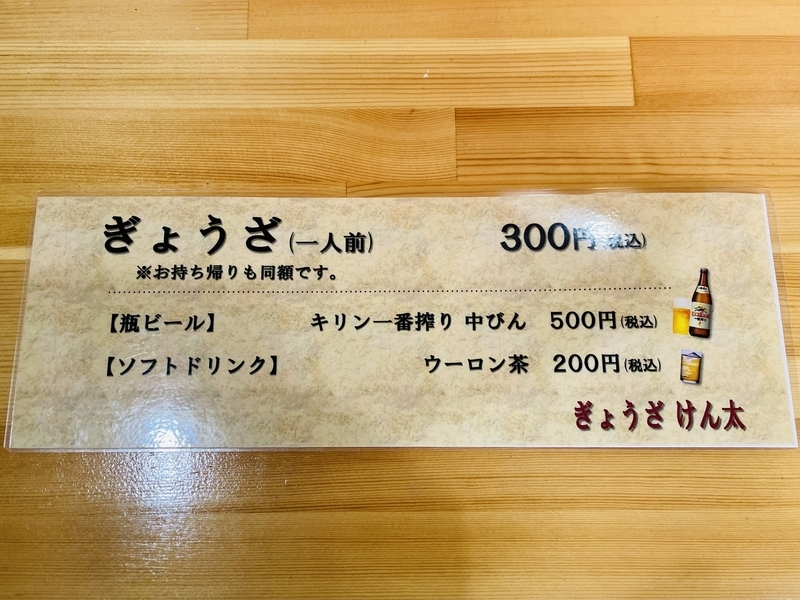 ぎょうざ(一人前) 300円(税込)
※お持ち帰りも同額です。
【瓶ビール】 キリン一番搾り 中びん 500円(税込)
【ソフトドリンク】 ウーロン茶 200円(税込)
ぎょうざ けん太